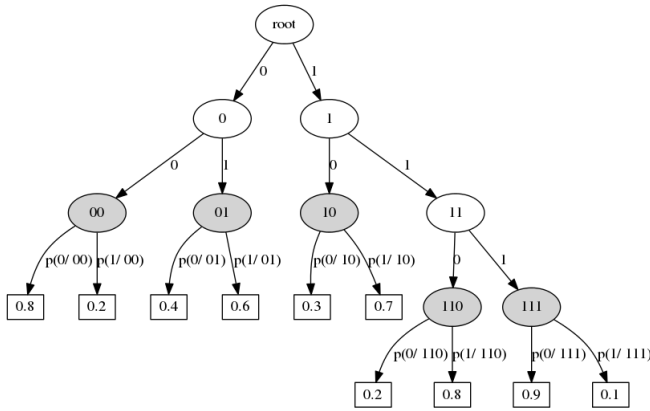 root
0 1
0 1
0 1 0 1
00 01 10 11
p(0/ 00) p(1/ 00) p(0/ 01) p(1/ 01) p(0/ 10) p(1/ 10) 0 1
0.8 0.2 0.4 0.6 0.3 0.7 110 111
p(0/ 110) p(1/ 110) p(0/ 111) p(1/ 111)
0.2 0.8 0.9 0.1